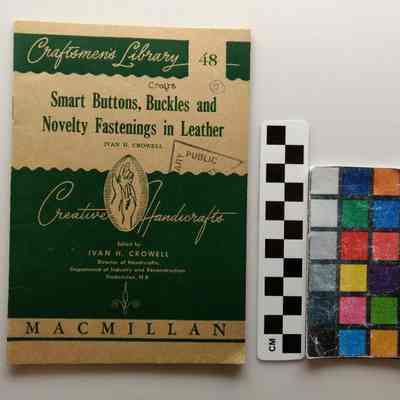 Craftsmen's Library 48
Crafts
Smart Buttons, Buckles and
Novelty Fastenings in Leather
IVAN H. CROWELL
ARY PUBLIC
Creative Handicrafts
Edited by
IVAN H. CROWELL
Director of Handicrafts,
Department of Industry and Reconstruction
Fredericton, N.B.
MACMILLAN
CM